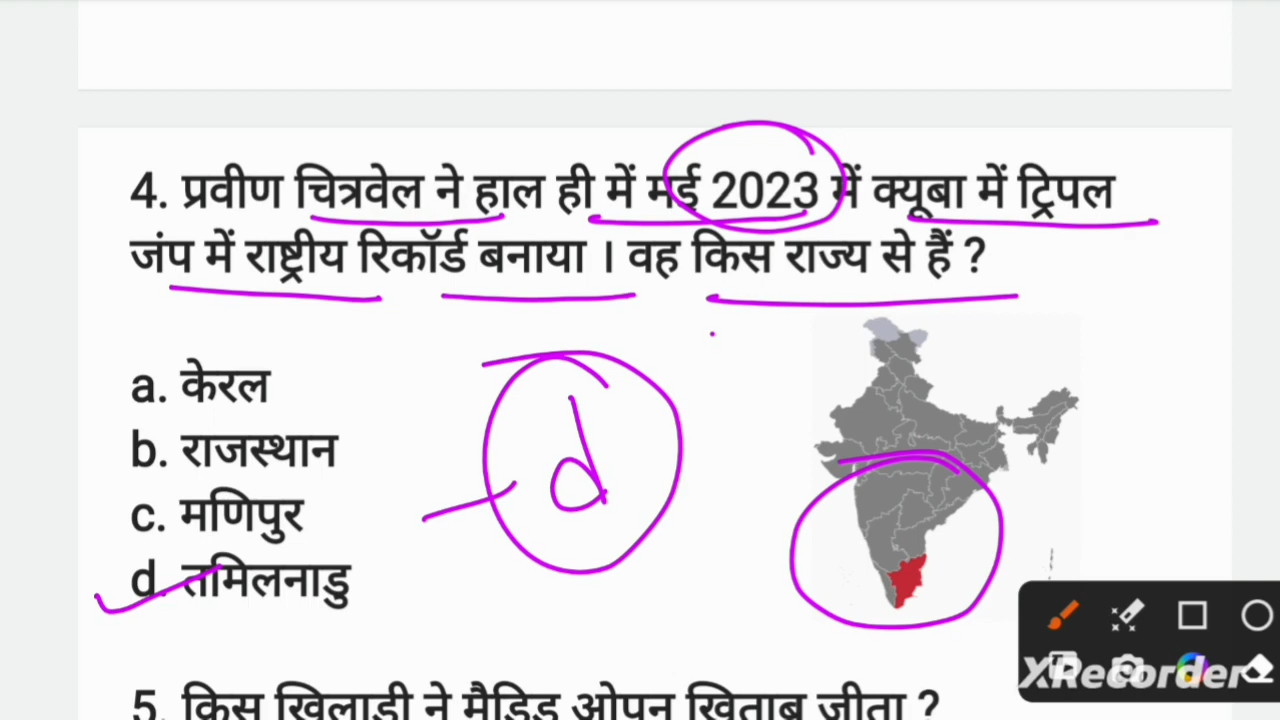 4. प्रवीण चित्रवेल ने हाल ही में मई 2023 में क्यूबा में ट्रिपल
जंप में राष्ट्रीय रिकॉर्ड बनाया । वह किस राज्य से हैं ?
a. केरल
b. राजस्थान
c. मणिपुर
d. तमिलनाडु
d
5. किस खिलाड़ी ने मैड्रिड ओपन खिताब जीता ?
XRecorder